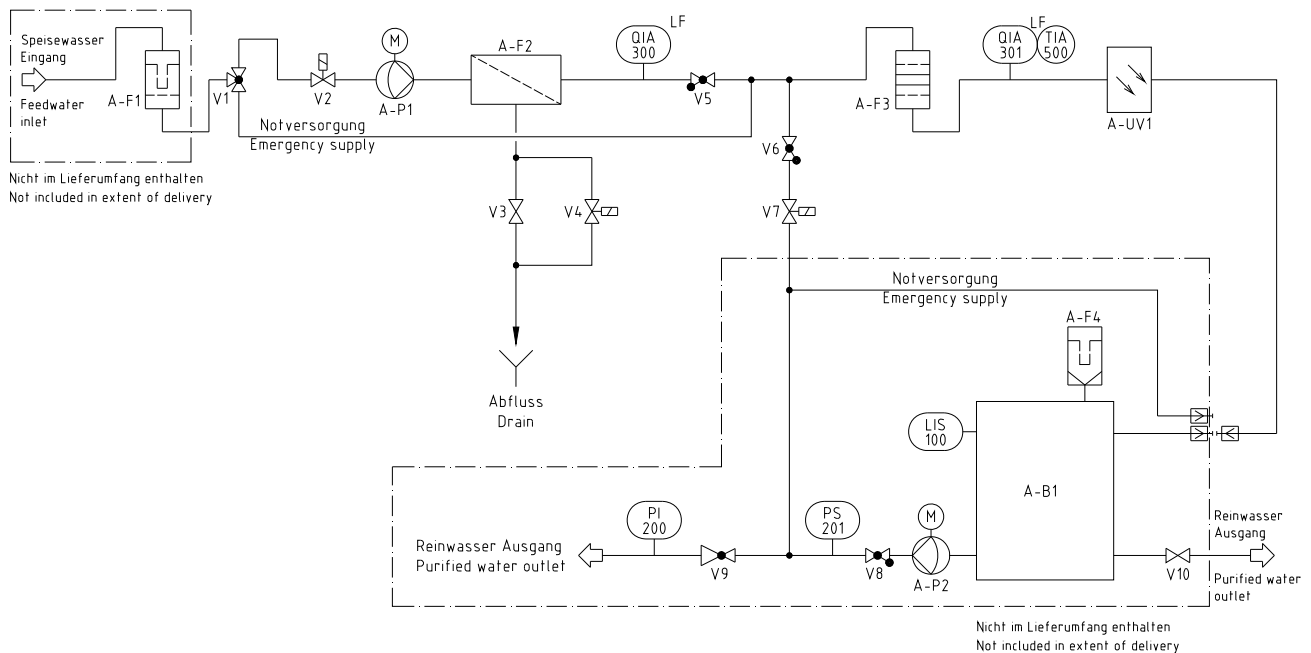 Speisewasser
Eingang
Feedwater
inlet
A-F1
Nicht im Lieferumfang enthalten
Not included in extent of delivery
V1
V2
M
A-P1
A-F2
Notversorgung
Emergency supply
LF
QIA
300
V5
A-F3
LF
QIA
301
TIA
500
A-UV1
V6
V3
V4
V7
Abfluss
Drain
Notversorgung
Emergency supply
A-F4
LIS
100
A-B1
PI
200
PS
201
M
Reinwasser Ausgang
Purified water outlet
V9
V8
A-P2
V10
Reinwasser
Ausgang
Purified water
outlet
Nicht im Lieferumfang enthalten
Not included in extent of delivery